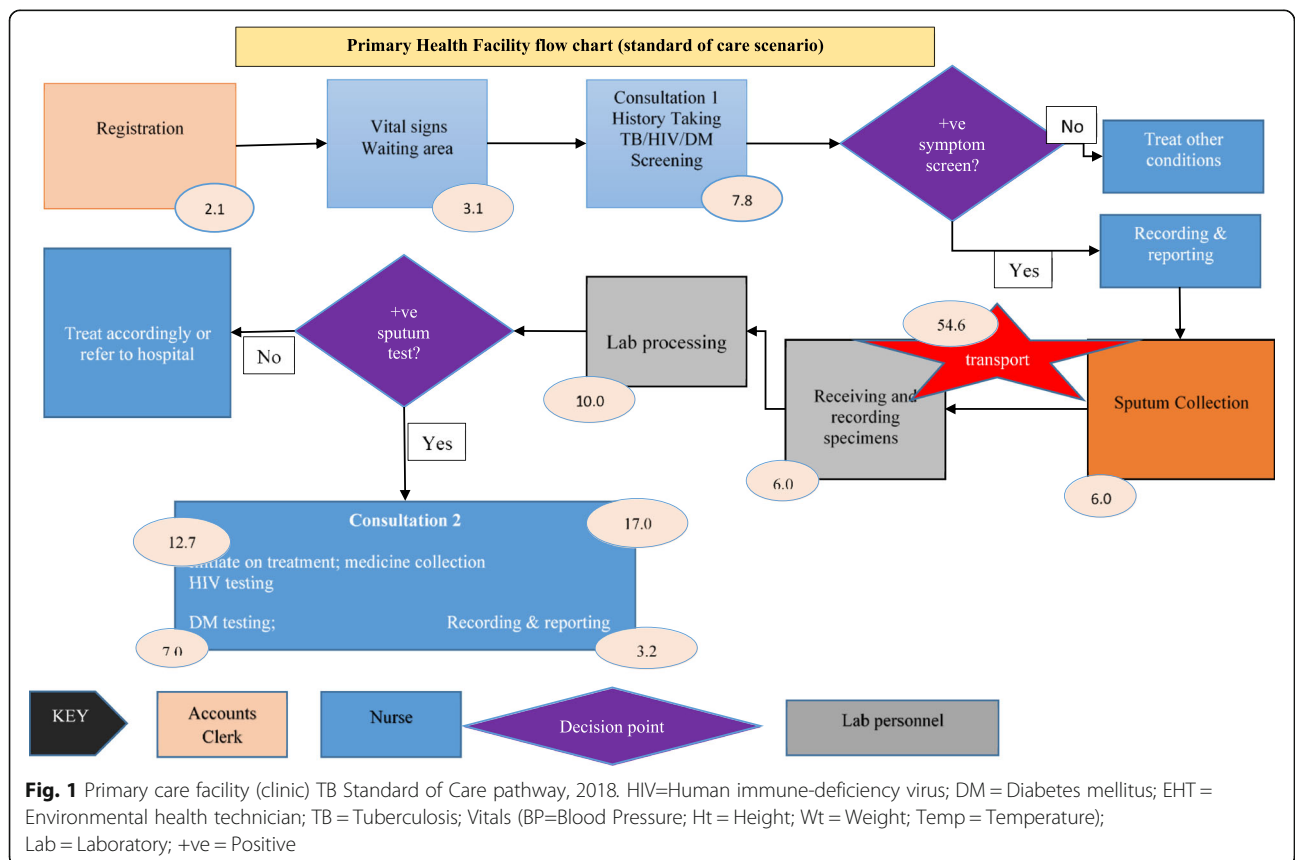 Primary Health Facility flow chart (standard of care scenario)
Registration
2.1
Vital signs
Waiting area
3.1
Consultation 1
History Taking
TB/HIV/DM
Screening
7.8
+ve
symptom
screen?
No
Treat other
conditions
Yes
Recording &
reporting
54.6
transport
Sputum Collection
6.0
Receiving and
recording
specimens
6.0
Lab processing
10.0
+ve
sputum
test?
No
Treat accordingly or
refer to hospital
Yes
Consultation 2
12.7
17.0
Initiate on treatment; medicine collection
HIV testing
DM testing; Recording & reporting
7.0
3.2
KEY
Accounts
Clerk
Nurse
Decision point
Lab personnel
Fig. 1 Primary care facility (clinic) TB Standard of Care pathway, 2018. HIV=Human immune-deficiency virus; DM = Diabetes mellitus; EHT =
Environmental health technician; TB = Tuberculosis; Vitals (BP=Blood Pressure; Ht = Height; Wt = Weight; Temp = Temperature);
Lab = Laboratory; +ve = Positive